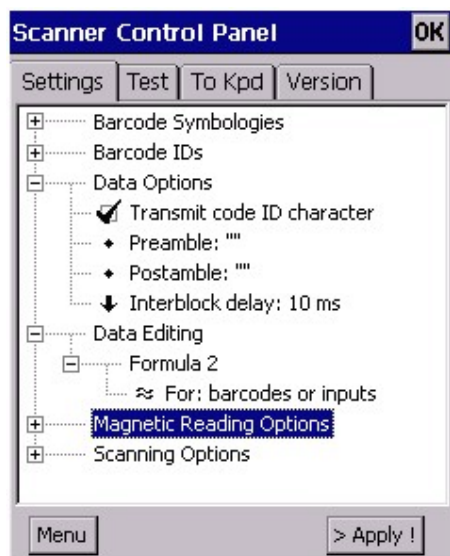 Scanner Control Panel OK
Settings Test To Kpd Version
Barcode Symbologies
Barcode IDs
Data Options
Transmit code ID character
Preamble: ""
Postamble: ""
Interblock delay: 10 ms
Data Editing
Formula 2
For: barcodes or inputs
Magnetic Reading Options
Scanning Options
Menu > Apply !